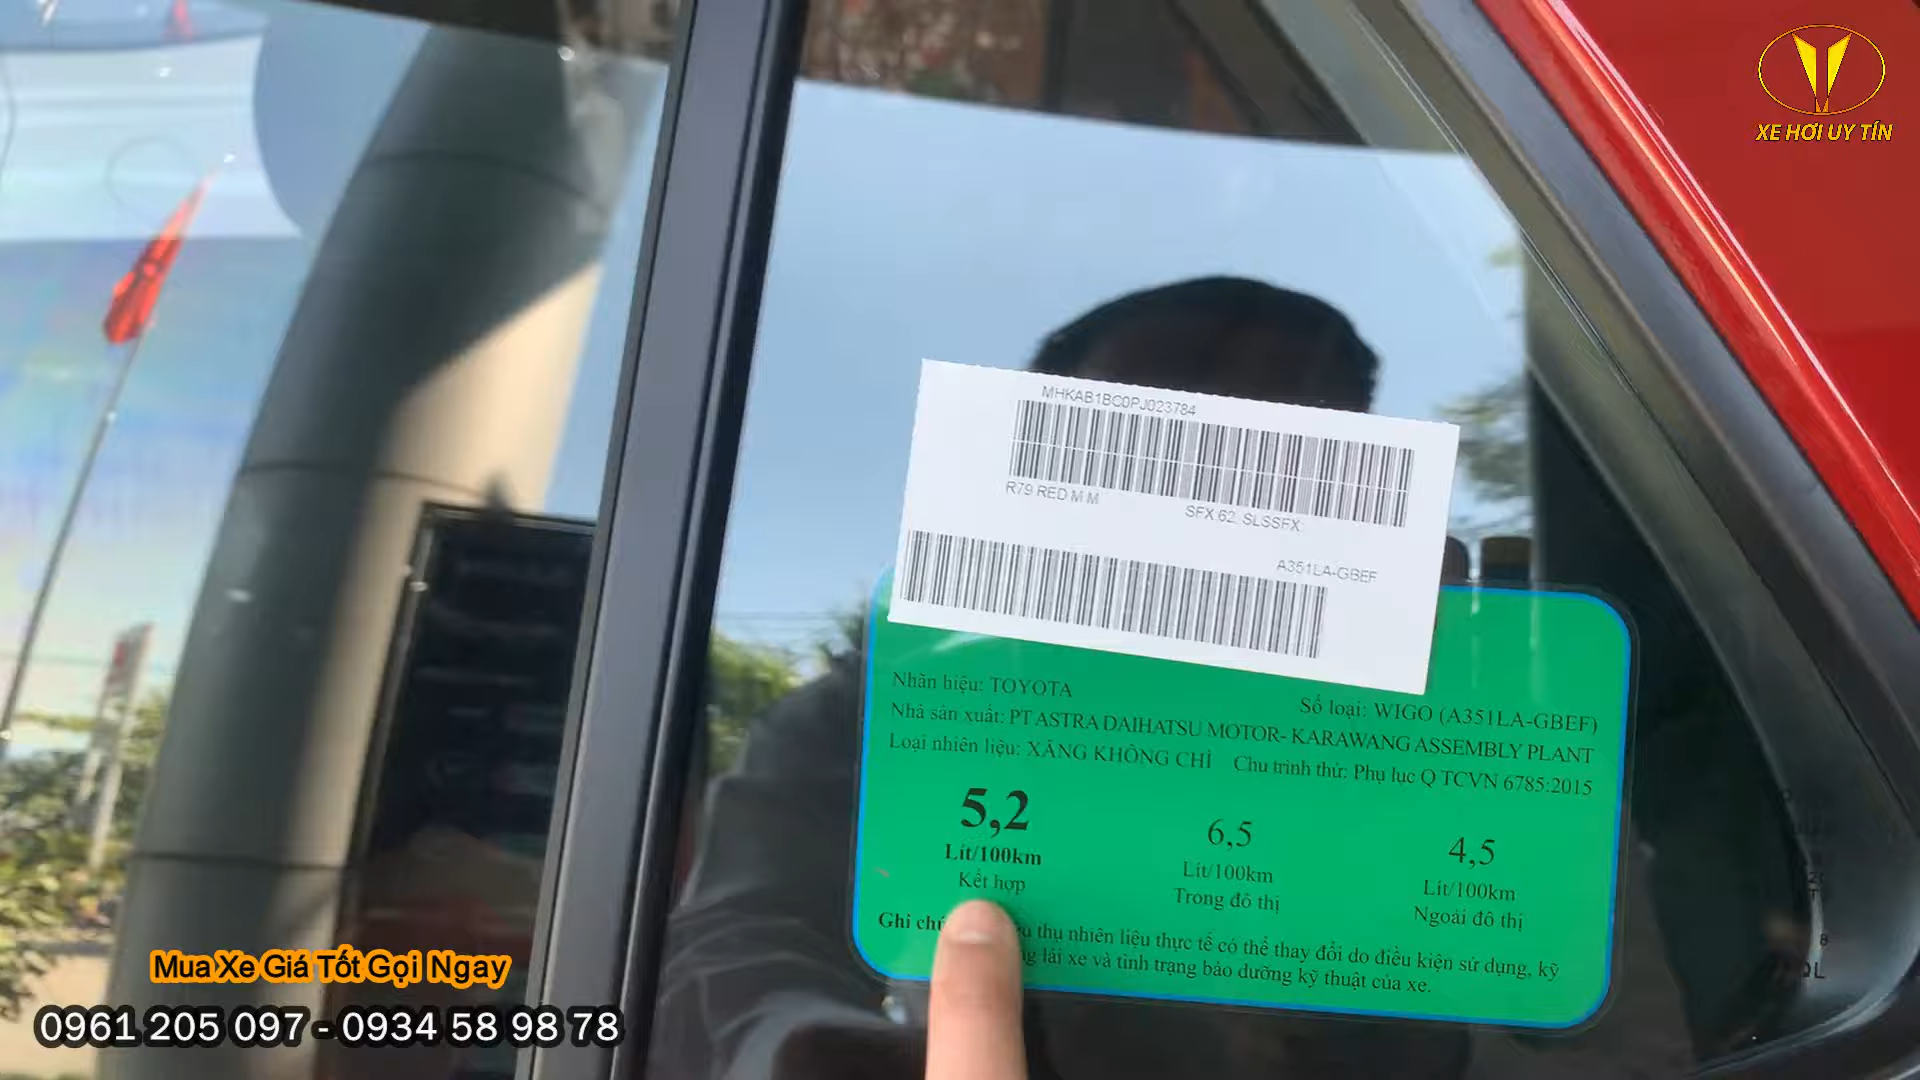 XE HƠI UY TÍN
MHKAB1BC0PJ023784
R79 RED M M
SFX 62 SLSSFX
A351LA-GBEF
Nhãn hiệu: TOYOTA
Số loại: WIGO (A351LA-GBEF)
Nhà sản xuất: PT ASTRA DAIHATSU MOTOR- KARAWANG ASSEMBLY PLANT
Loại nhiên liệu: XĂNG KHÔNG CHÌ Chu trình thử: Phụ lục Q TCVN 6785:2015
5,2 6,5 4,5
Lít/100km Lít/100km Lít/100km
Kết hợp Trong đô thị Ngoài đô thị
Ghi thụ nhiên liệu thực tế có thể thay đổi do điều kiện sử dụng, kỹ
lái xe và tình trạng bảo dưỡng kỹ thuật của xe.
Mua Xe Giá Tốt Gọi Ngay
0961 205 097 - 0934 58 98 78